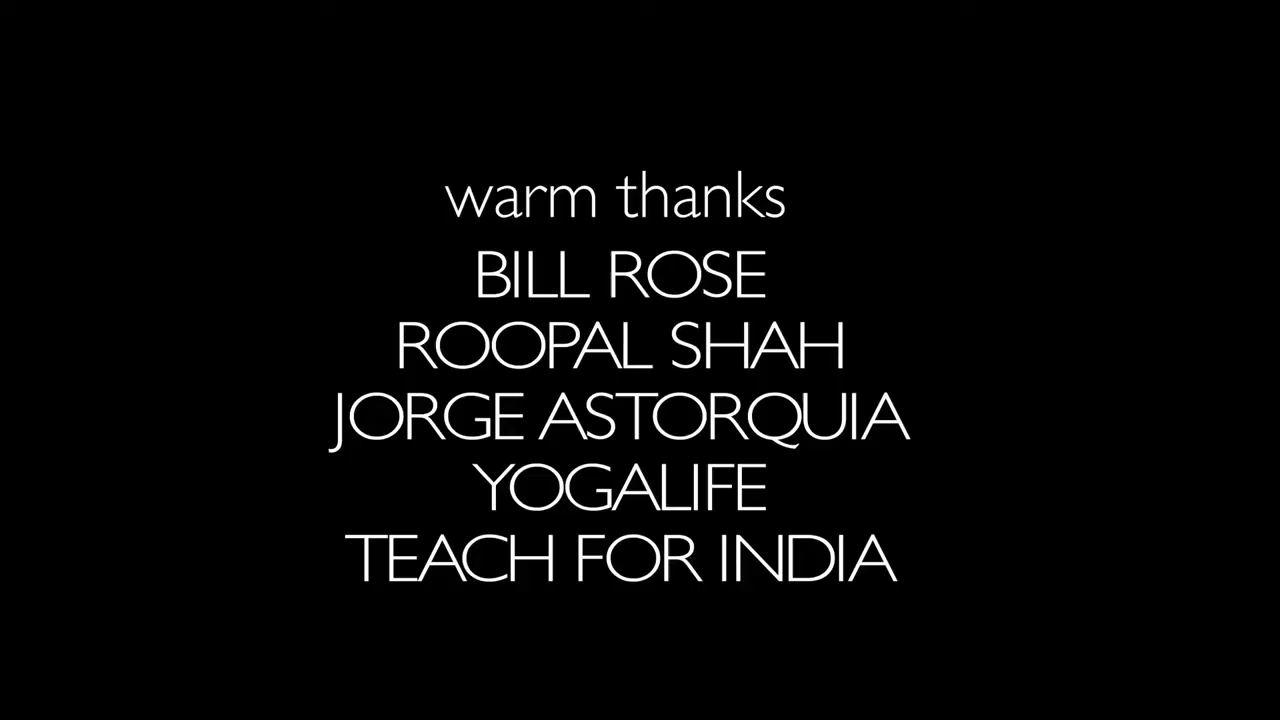 warm thanks
BILL ROSE
ROOPAL SHAH
JORGE ASTORQUIA
YOGALIFE
TEACH FOR INDIA